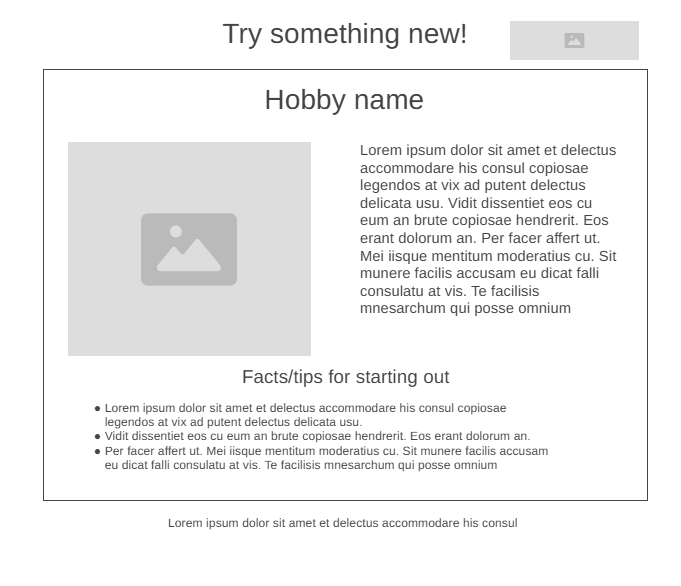 Try something new!
Hobby name
Lorem ipsum dolor sit amet et delectus
accommodare his consul copiosae
legendos at vix ad putent delectus
delicata usu. Vidit dissentiet eos cu
eum an brute copiosae hendrerit. Eos
erant dolorum an. Per facer affert ut.
Mei iisque mentitum moderatius cu. Sit
munere facilis accusam eu dicat falli
consulatu at vis. Te facilisis
mnesarchum qui posse omnium
Facts/tips for starting out
● Lorem ipsum dolor sit amet et delectus accommodare his consul copiosae
legendos at vix ad putent delectus delicata usu.
● Vidit dissentiet eos cu eum an brute copiosae hendrerit. Eos erant dolorum an.
● Per facer affert ut. Mei iisque mentitum moderatius cu. Sit munere facilis accusam
eu dicat falli consulatu at vis. Te facilisis mnesarchum qui posse omnium
Lorem ipsum dolor sit amet et delectus accommodare his consul